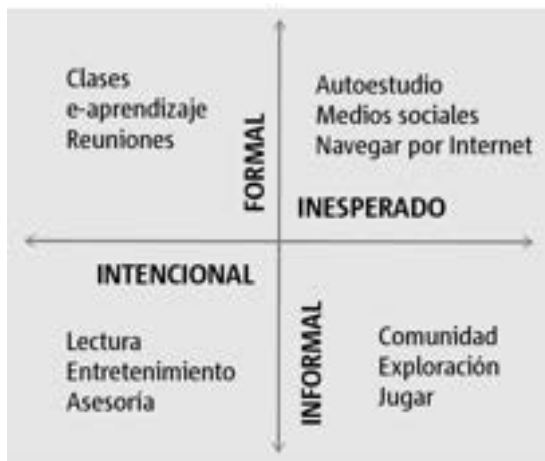 Clases
e-aprendizaje
Reuniones
FORMAL
Autoestudio
Medios sociales
Navegar por Internet
INESPERADO
INTENCIONAL
Lectura
Entretenimiento
Asesoría
INFORMAL
Comunidad
Exploración
Jugar